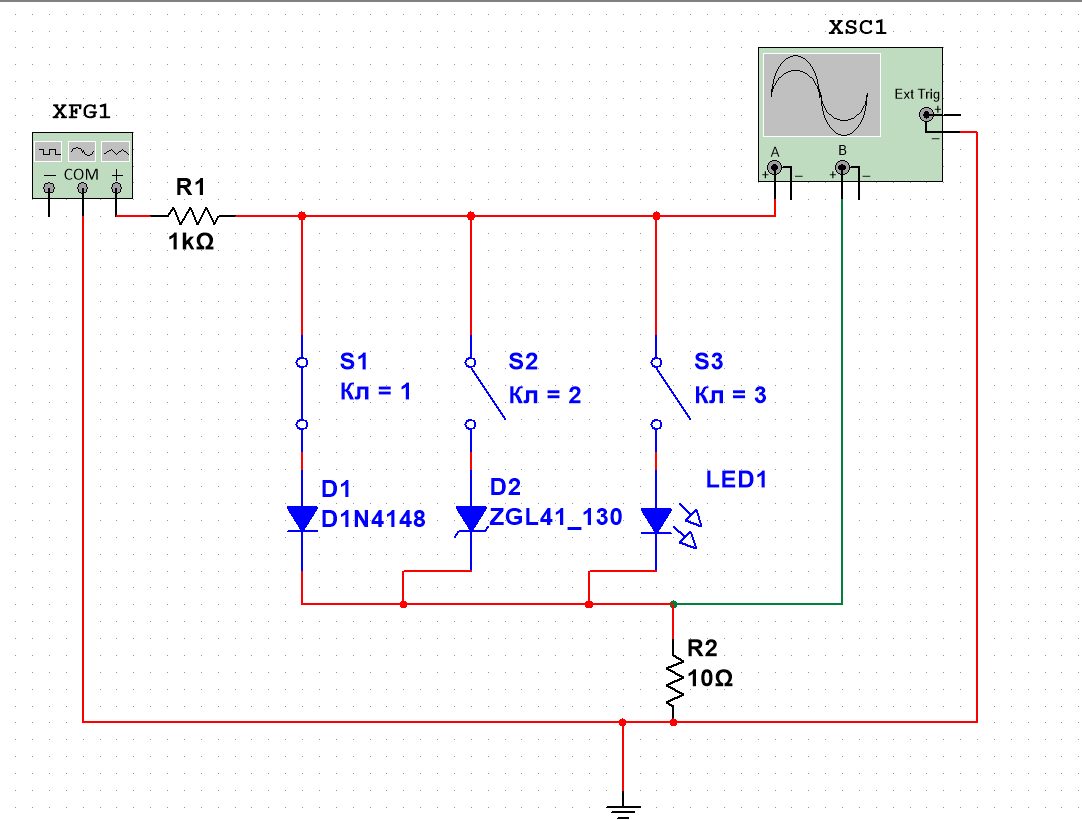 XSC1
Ext Trig
+
−
A
B
+ − + −
XFG1
− COM +
R1
1kΩ
S1
Кл = 1
S2
Кл = 2
S3
Кл = 3
D1
D1N4148
D2
ZGL41_130
LED1
R2
10Ω